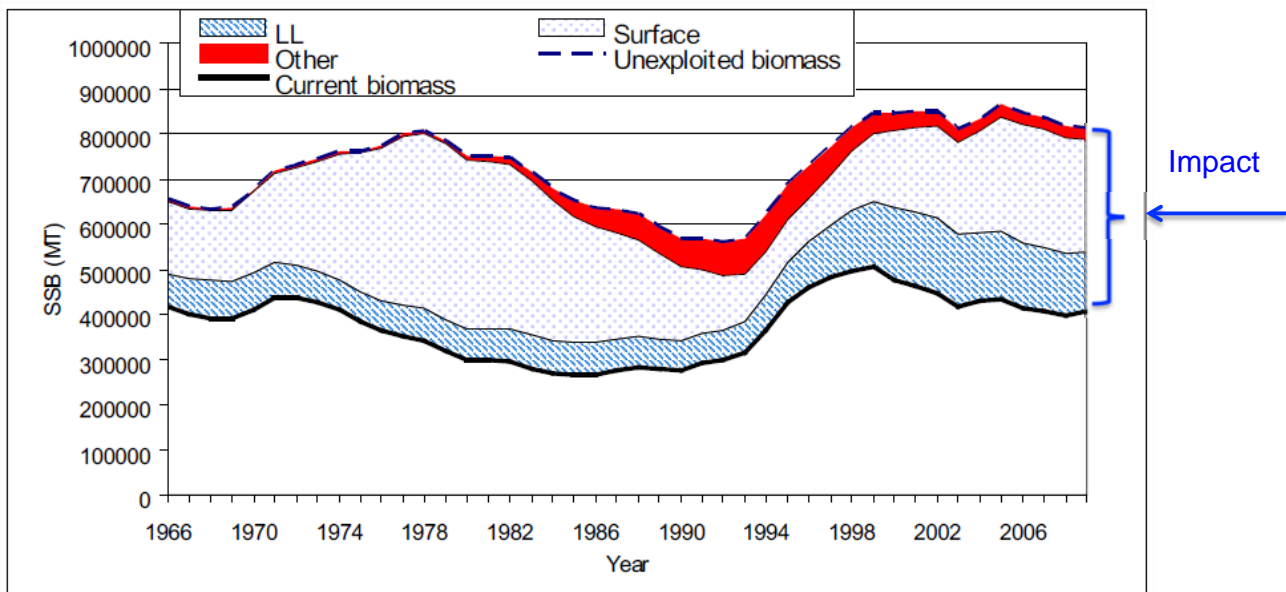 LL
Surface
Other
Unexploited biomass
Current biomass
1000000
900000
800000
700000
600000
500000
400000
300000
200000
100000
0
SSB (MT)
1966
1970
1974
1978
1982
1986
1990
1994
1998
2002
2006
Year
Impact